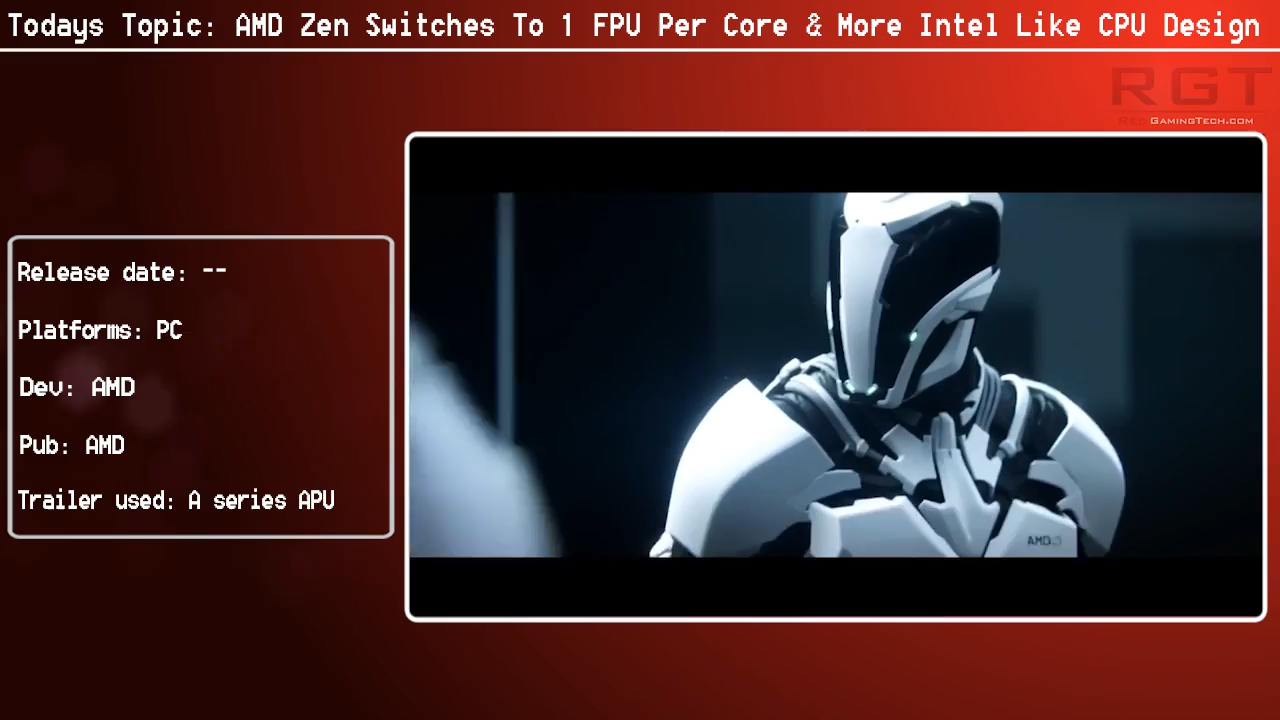 Todays Topic: AMD Zen Switches To 1 FPU Per Core & More Intel Like CPU Design
RGT
RedGamingTech.com
Release date: --
Platforms: PC
Dev: AMD
Pub: AMD
Trailer used: A series APU
AMD